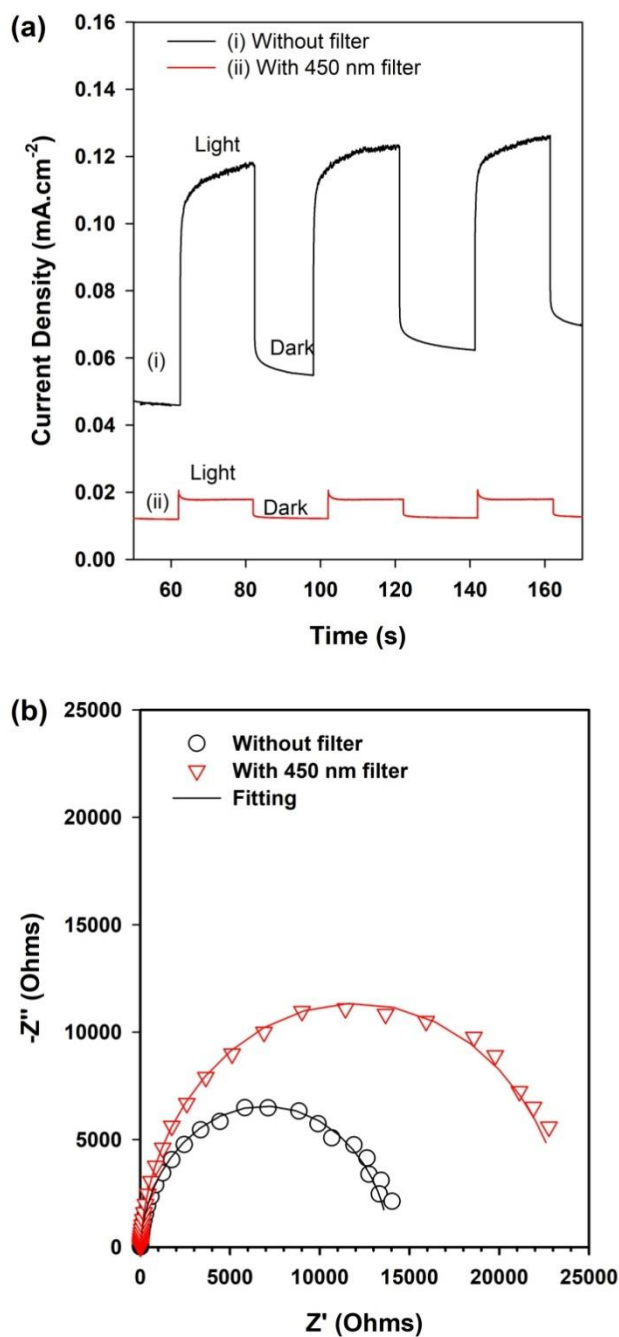 (a)
0.16
0.14
0.12
0.10
0.08
0.06
0.04
0.02
0.00
Current Density (mA.cm-2)
(i) Without filter
(ii) With 450 nm filter
Light
Dark
(i)
Light
(ii)
Dark
60 80 100 120 140 160
Time (s)
(b)
25000
20000
15000
10000
5000
0
-Z'' (Ohms)
Without filter
With 450 nm filter
Fitting
0 5000 10000 15000 20000 25000
Z' (Ohms)